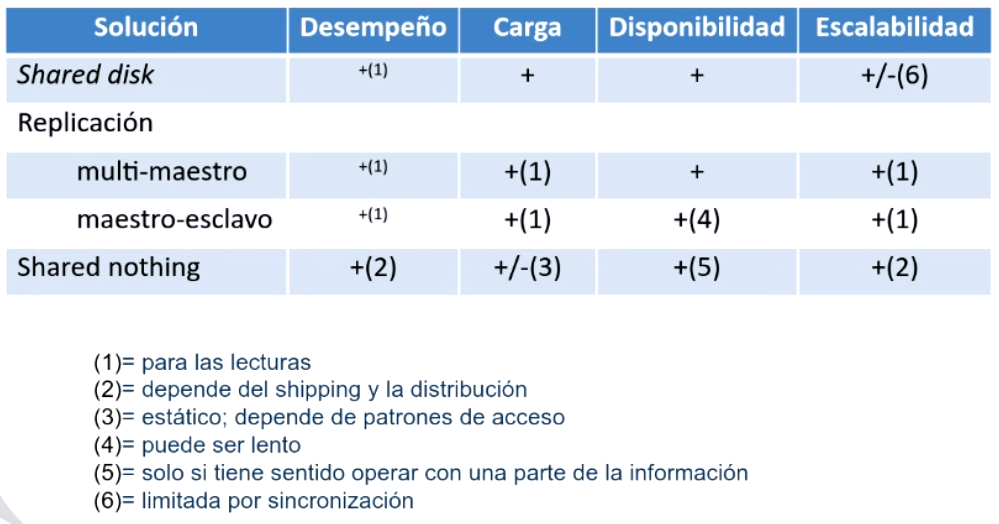 Solución Desempeño Carga Disponibilidad Escalabilidad
Shared disk +(1) + + +/-(6)
Replicación
multi-maestro +(1) +(1) + +(1)
maestro-esclavo +(1) +(1) +(4) +(1)
Shared nothing +(2) +/-(3) +(5) +(2)
(1)= para las lecturas
(2)= depende del shipping y la distribución
(3)= estático; depende de patrones de acceso
(4)= puede ser lento
(5)= solo si tiene sentido operar con una parte de la información
(6)= limitada por sincronización